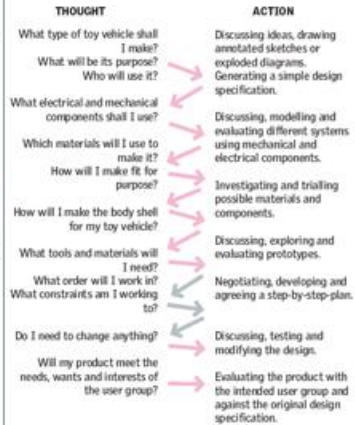 THOUGHT
What type of toy vehicle shall
I make?
What will be its purpose?
Who will use it?
What electrical and mechanical
components shall I use?
Which materials will I use to
make it?
How will I make fit for
purpose?
How will I make the body shell
for my toy vehicle?
What tools and materials will
I need?
What order will I work in?
What constraints am I working
to?
Do I need to change anything?
Will my product meet the
needs, wants and interests of
the user group?
ACTION
Discussing ideas, drawing
annotated sketches or
exploded diagrams.
Generating a simple design
specification.
Discussing, modelling and
evaluating different systems
using mechanical and
electrical components.
Investigating and trialling
possible materials and
components.
Discussing, exploring and
evaluating prototypes.
Negotiating, developing and
agreeing a step-by-step-plan.
Discussing, testing and
modifying the design.
Evaluating the product with
the intended user group and
against the original design
specification.